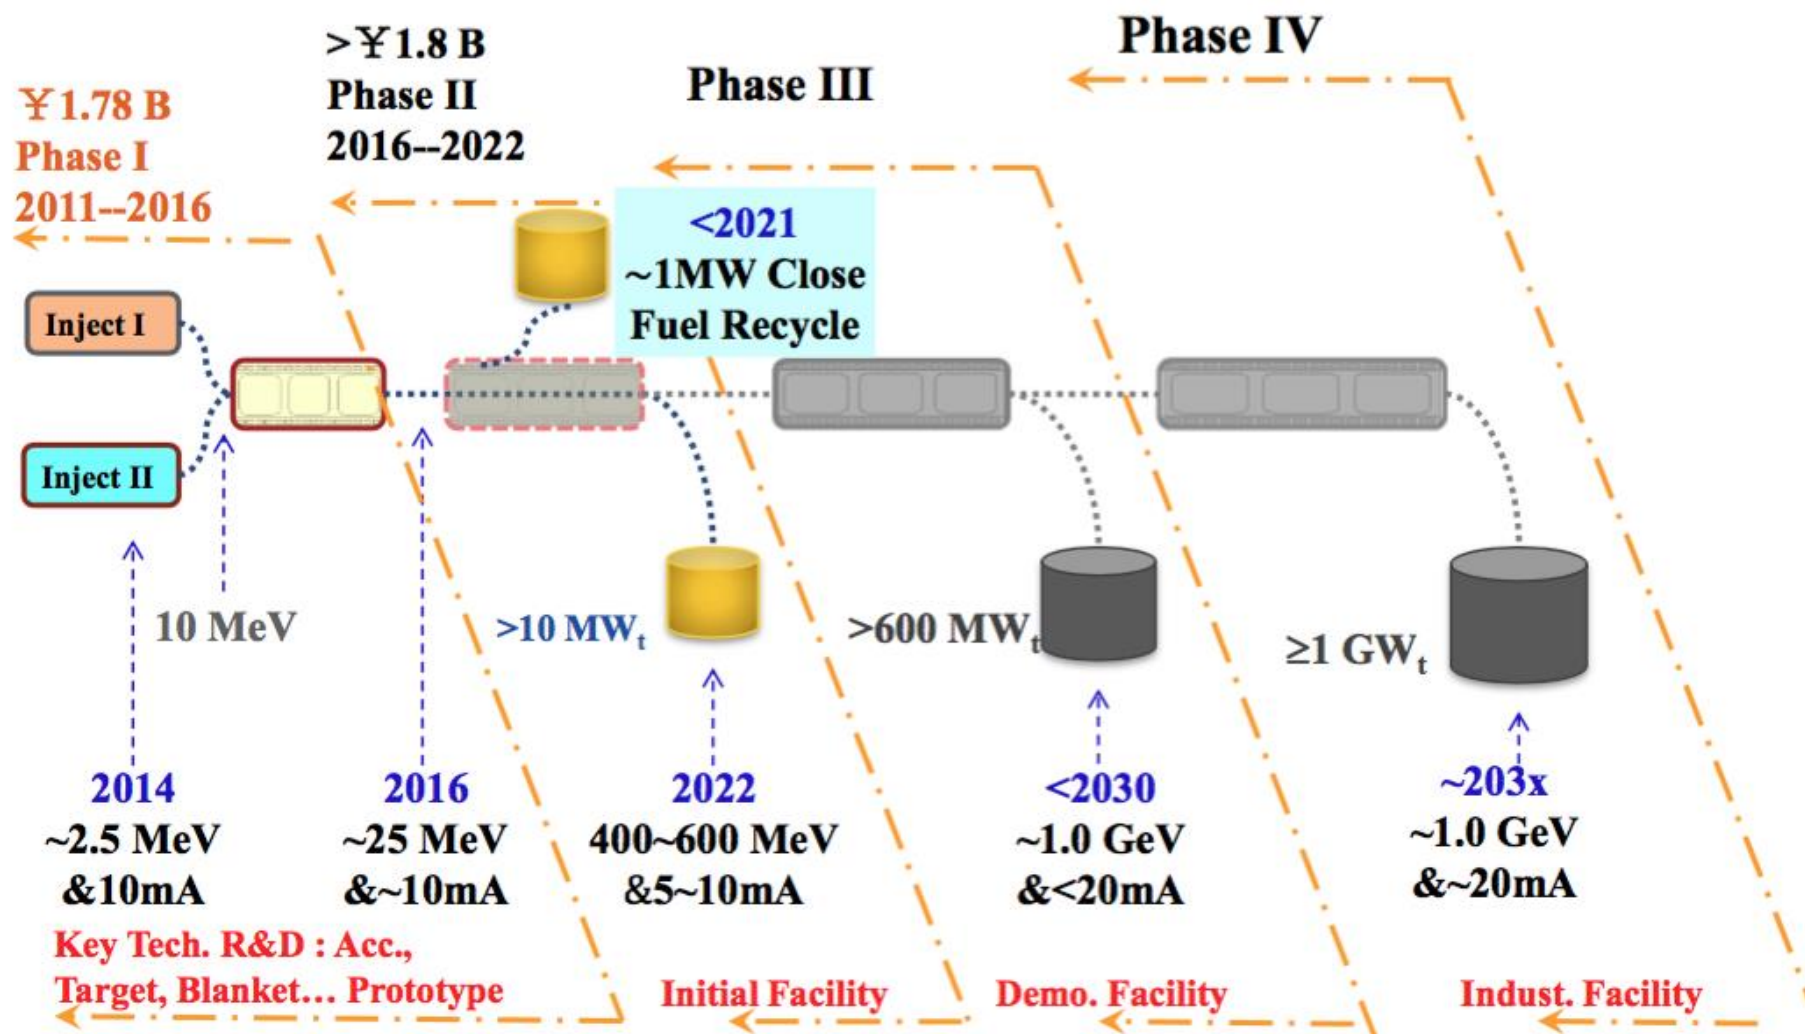 ¥1.78 B
Phase I
2011--2016
>¥1.8 B
Phase II
2016--2022
Phase III
Phase IV
<2021
~1MW Close
Fuel Recycle
Inject I
Inject II
10 MeV
>10 MWt
>600 MWt
≥1 GWt
2014
~2.5 MeV
&10mA
2016
~25 MeV
&~10mA
2022
400~600 MeV
&5~10mA
<2030
~1.0 GeV
&<20mA
~203x
~1.0 GeV
&~20mA
Key Tech. R&D : Acc.,
Target, Blanket… Prototype
Initial Facility
Demo. Facility
Indust. Facility